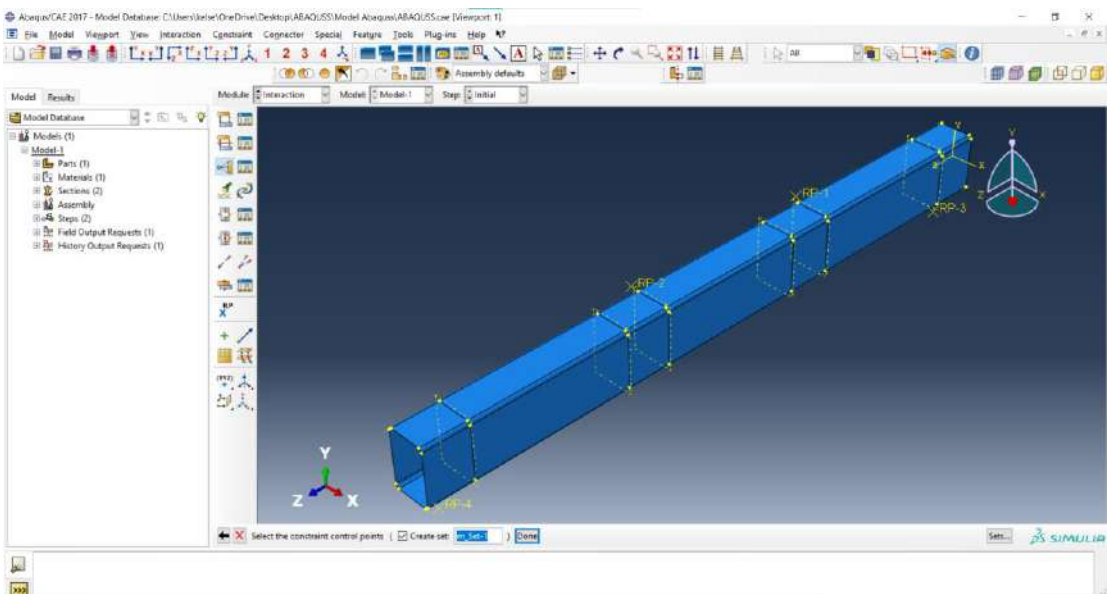 Abaqus/CAE 2017 - Model Database: C:\Users\kelse\OneDrive\Desktop\ABAQUSS\Model Abaquss\ABAQUSS.cae [Viewport: 1]
File Model Viewport View Interaction Constraint Connector Special Feature Tools Plug-ins Help
1 2 3 4 A All
Assembly defaults
Model Results Module: Interaction Model: Model-1 Step: Initial
Model Database
Models (1)
Model-1
Parts (1)
Materials (1)
Sections (2)
Assembly
Steps (2)
Field Output Requests (1)
History Output Requests (1)
RP
(XYZ)
Y
X
Z
Y
X
Z
RP-1
RP-3
RP-2
RP-4
Y
Z X
Select the constraint control points ( Create set: m_Set-1 ) Done Sets... SIMULIA
>>>